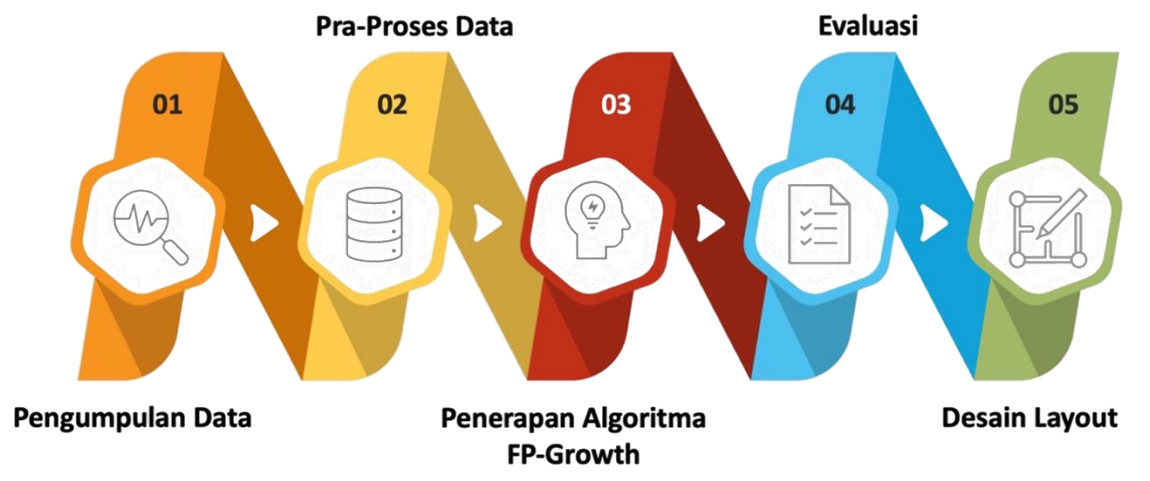 Pra-Proses Data
Evaluasi
01
02
03
04
05
Pengumpulan Data
Penerapan Algoritma
FP-Growth
Desain Layout